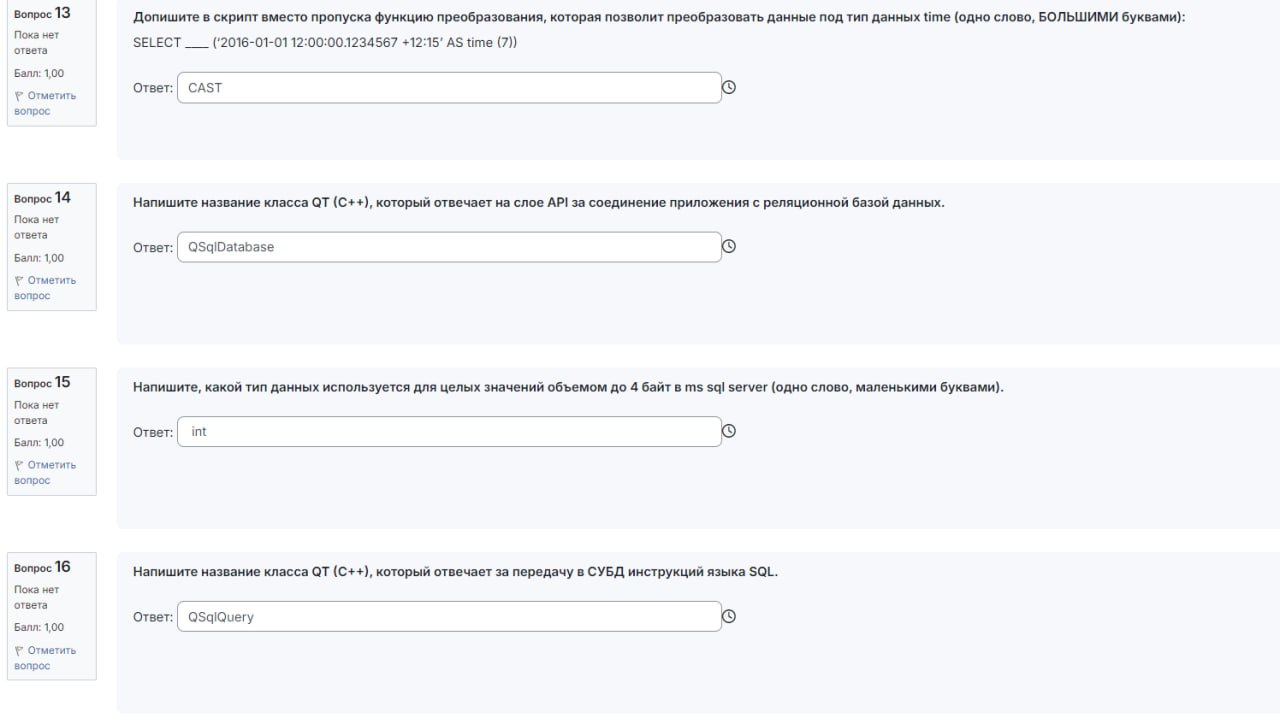 Вопрос 13
Пока нет
ответа
Балл: 1,00
Отметить
вопрос
Допишите в скрипт вместо пропуска функцию преобразования, которая позволит преобразовать данные под тип данных time (одно слово, БОЛЬШИМИ буквами):
SELECT ____ (‘2016-01-01 12:00:00.1234567 +12:15’ AS time (7))
Ответ: CAST
Вопрос 14
Пока нет
ответа
Балл: 1,00
Отметить
вопрос
Напишите название класса QT (C++), который отвечает на слое API за соединение приложения с реляционной базой данных.
Ответ: QSqlDatabase
Вопрос 15
Пока нет
ответа
Балл: 1,00
Отметить
вопрос
Напишите, какой тип данных используется для целых значений объемом до 4 байт в ms sql server (одно слово, маленькими буквами).
Ответ: int
Вопрос 16
Пока нет
ответа
Балл: 1,00
Отметить
вопрос
Напишите название класса QT (C++), который отвечает за передачу в СУБД инструкций языка SQL.
Ответ: QSqlQuery